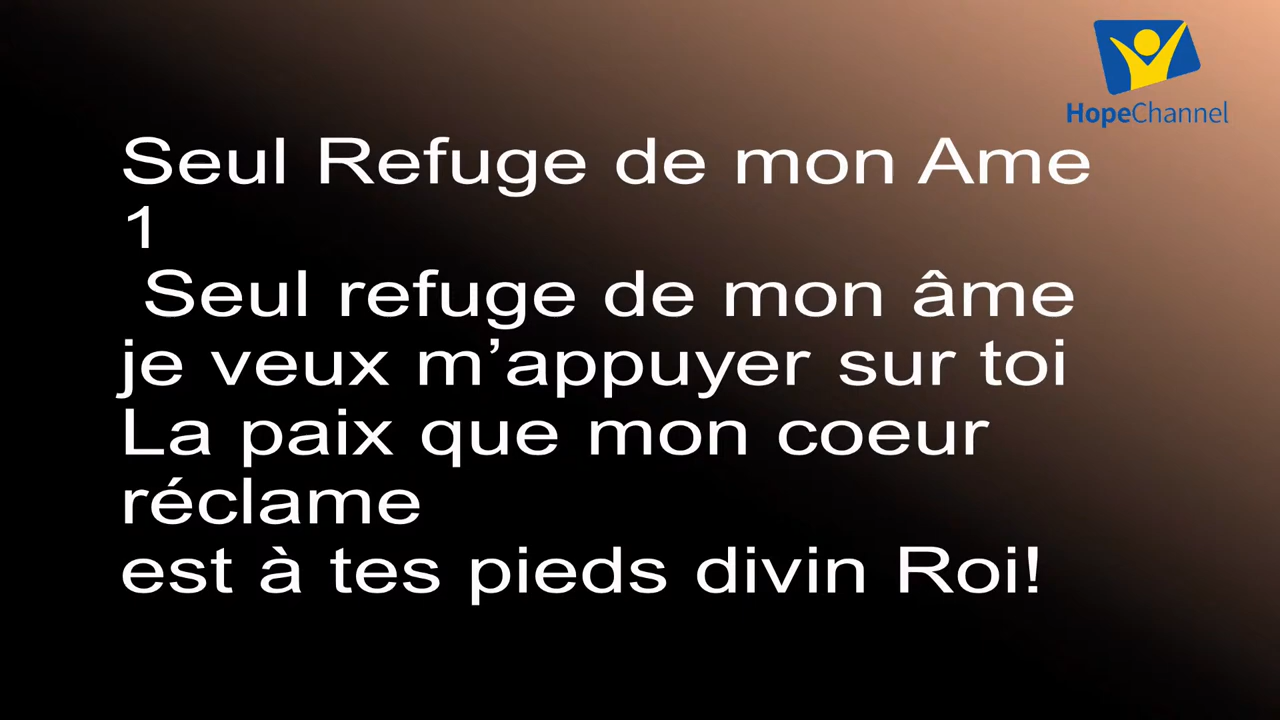 HopeChannel
Seul Refuge de mon Ame
1
Seul refuge de mon âme
je veux m’appuyer sur toi
La paix que mon coeur
réclame
est à tes pieds divin Roi!